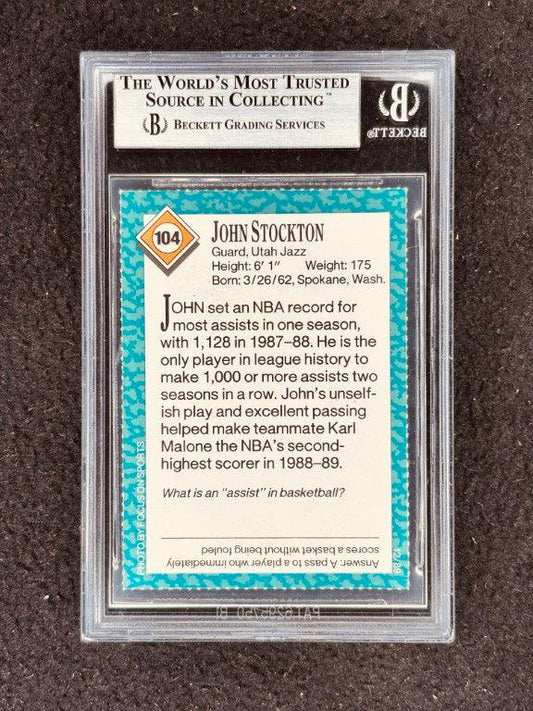 THE WORLD'S MOST TRUSTED
SOURCE IN COLLECTING™
B BECKETT GRADING SERVICES
B
BECKETT
104
JOHN STOCKTON
Guard, Utah Jazz
Height: 6' 1" Weight: 175
Born: 3/26/62, Spokane, Wash.
JOHN set an NBA record for
most assists in one season,
with 1,128 in 1987–88. He is the
only player in league history to
make 1,000 or more assists two
seasons in a row. John's unself-
ish play and excellent passing
helped make teammate Karl
Malone the NBA's second-
highest scorer in 1988–89.
What is an "assist" in basketball?
Answer: A pass to a player who immediately
scores a basket without being fouled
PHOTO BY FOCUS ON SPORTS
12/89